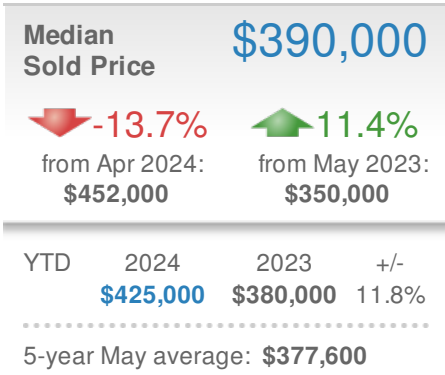 Median
Sold Price
$390,000
-13.7%
from Apr 2024:
$452,000
11.4%
from May 2023:
$350,000
YTD 2024 2023 +/-
$425,000 $380,000 11.8%
5-year May average: $377,600